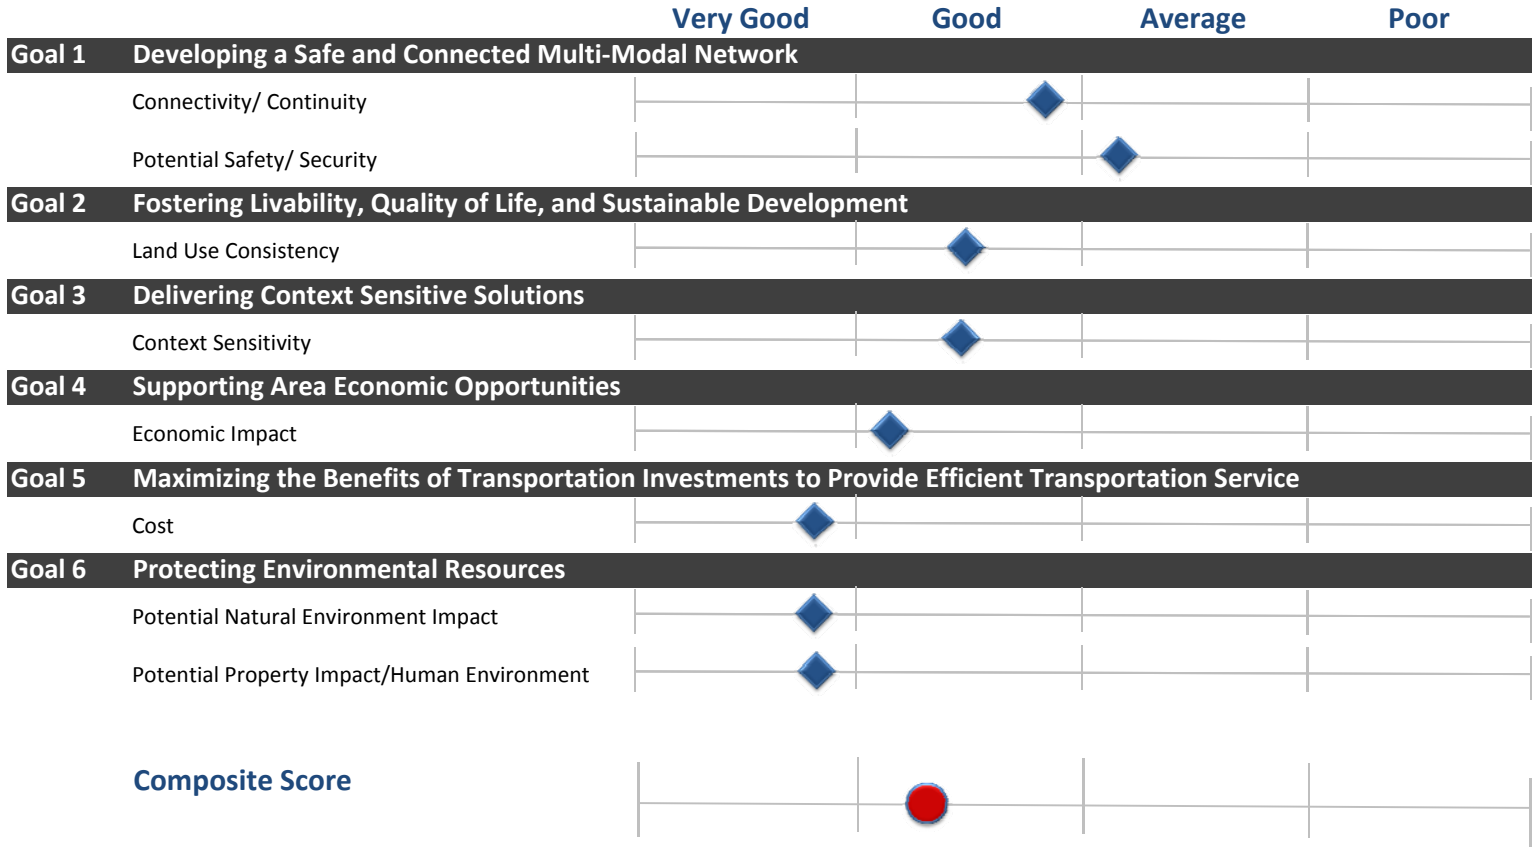 Very Good Good Average Poor
Goal 1 Developing a Safe and Connected Multi-Modal Network
Connectivity/ Continuity
Potential Safety/ Security
Goal 2 Fostering Livability, Quality of Life, and Sustainable Development
Land Use Consistency
Goal 3 Delivering Context Sensitive Solutions
Context Sensitivity
Goal 4 Supporting Area Economic Opportunities
Economic Impact
Goal 5 Maximizing the Benefits of Transportation Investments to Provide Efficient Transportation Service
Cost
Goal 6 Protecting Environmental Resources
Potential Natural Environment Impact
Potential Property Impact/Human Environment
Composite Score